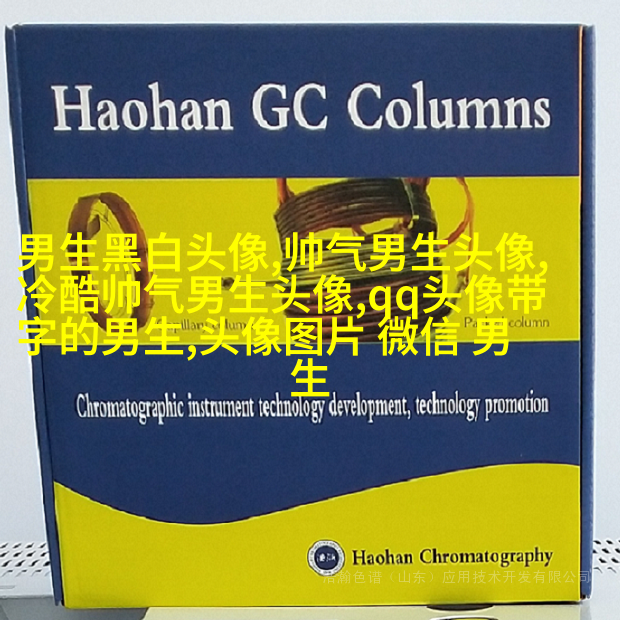 Haohan GC Columns
男生黑白头像,帅气男生头像,
冷酷帅气男生头像,qq头像带
字的男生,头像图片 微信 男
生
column
Chromatographic instrument technology development, technology promotion
Haohan Chromatography
瀚色谱（山东）应用技术开发有限公司